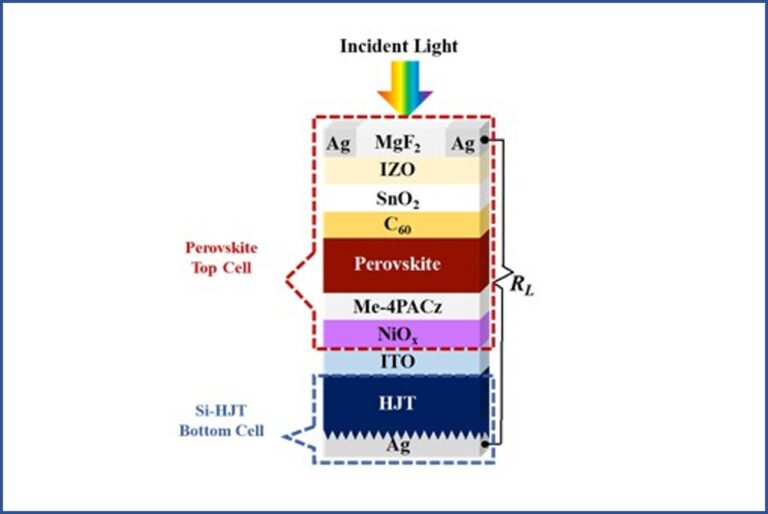 Incident Light
Ag MgF₂ Ag
IZO
SnO₂
C₆₀
Perovskite
Top Cell
Perovskite
R_L
Me-4PACz
NiOₓ
ITO
HJT
Si-HJT
Bottom Cell
Ag